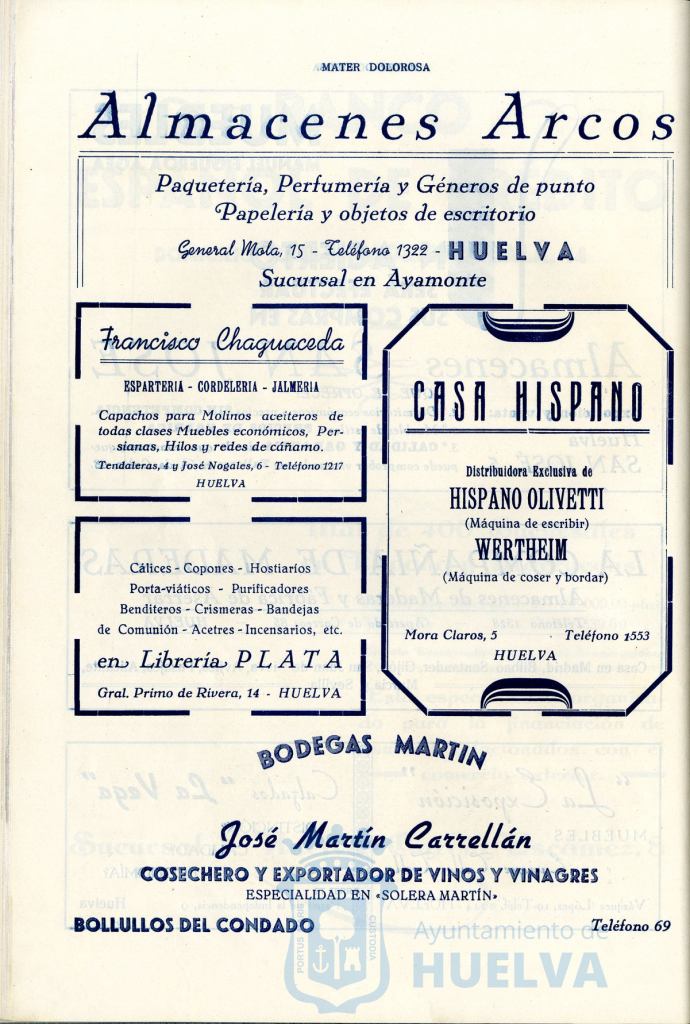 MATER DOLOROSA
Almacenes Arcos
Paquetería, Perfumería y Géneros de punto
Papelería y objetos de escritorio
General Mola, 15 - Teléfono 1322 - HUELVA
Sucursal en Ayamonte
Francisco Chaguaceda
ESPARTERIA - CORDELERIA - JALMERIA
Capachos para Molinos aceiteros de
todas clases Muebles económicos, Per-
sianas, Hilos y redes de cáñamo.
Tendaleras, 4 y José Nogales, 6 - Teléfono 1217
HUELVA
Cálices - Copones - Hostiarios
Porta-viáticos - Purificadores
Benditeros - Crismeras - Bandejas
de Comunión - Acetres - Incensarios, etc.
en Librería PLATA
Gral. Primo de Rivera, 14 - HUELVA
CASA HISPANO
Distribuidora Exclusiva de
HISPANO OLIVETTI
(Máquina de escribir)
WERTHEIM
(Máquina de coser y bordar)
Mora Claros, 5 - Teléfono 1553
HUELVA
BODEGAS MARTIN
José Martín Carrellán
COSECHERO Y EXPORTADOR DE VINOS Y VINAGRES
ESPECIALIDAD EN «SOLERA MARTÍN»
BOLLULLOS DEL CONDADO Teléfono 69
PORTUS MARIS CUSTODIA
Ayuntamiento de
HUELVA